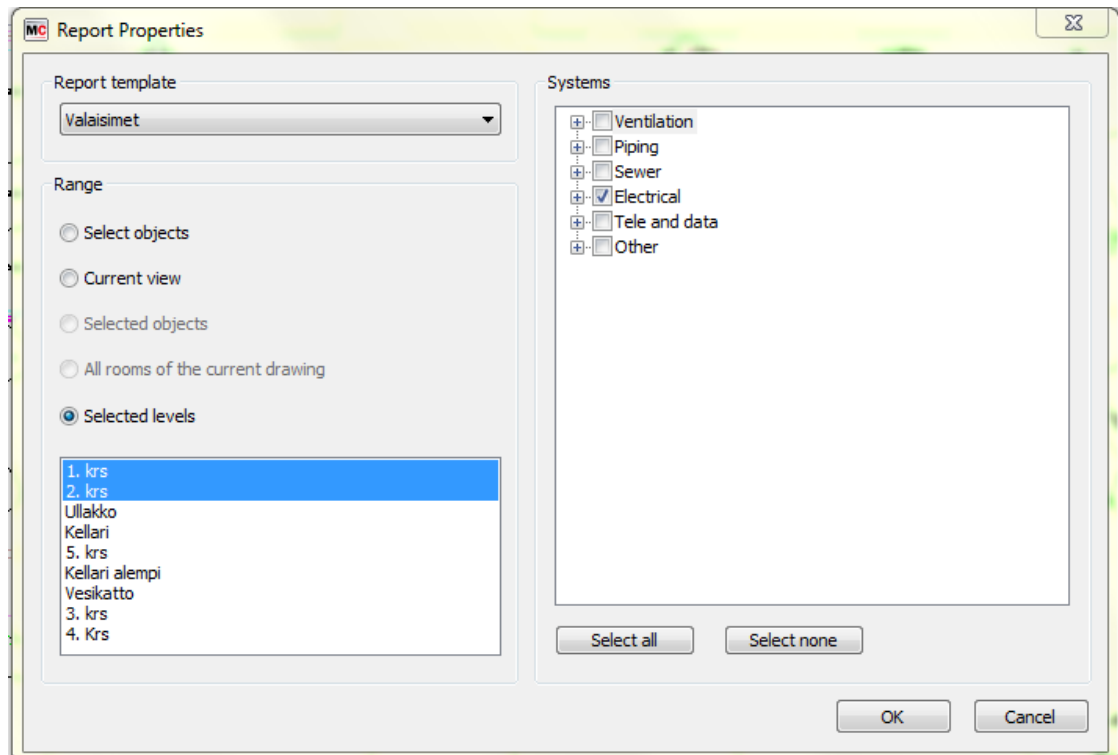 MC Report Properties
Report template
Valaisimet
Range
Select objects
Current view
Selected objects
All rooms of the current drawing
Selected levels
1. krs
2. krs
Ullakko
Kellari
5. krs
Kellari alempi
Vesikatto
3. krs
4. Krs
Systems
Ventilation
Piping
Sewer
Electrical
Tele and data
Other
Select all
Select none
OK
Cancel